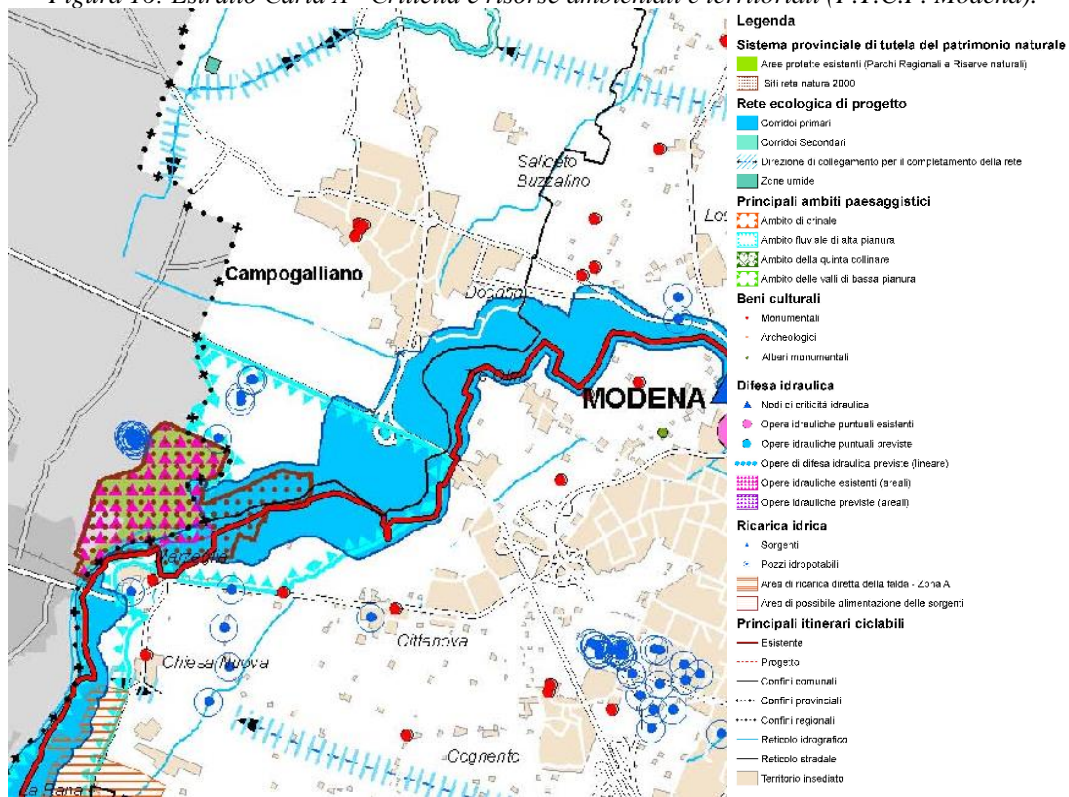 Figura 10: Estratto Carta A - Criticità e risorse ambientali e territoriali (P.T.C.P. Modena).
Saliceto
Buzzalino
Campogalliano
MODENA
Marzaglia
Cittanova
Chiesa Nuova
Cognento
Legenda
Sistema provinciale di tutela del patrimonio naturale
Aree protette esistenti (Parchi Regionali e Riserve naturali)
Siti rete natura 2000
Rete ecologica di progetto
Corridoi primari
Corridoi Secondari
Direzione di collegamento per il completamento della rete
Zone umide
Principali ambiti paesaggistici
Ambito di crinale
Ambito fluviale di alta pianura
Ambito della quinta collinare
Ambito delle valli di bassa pianura
Beni culturali
Monumentali
Archeologici
Alberi monumentali
Difesa idraulica
Nodi di criticità idraulica
Opere idrauliche puntuali esistenti
Opere idrauliche puntuali previste
Opere di difesa idraulica previste (lineare)
Opere idrauliche esistenti (areali)
Opere idrauliche previste (areali)
Ricarica idrica
Sorgenti
Pozzi idropotabili
Area di ricarica diretta della falda - Zona A
Area di possibile alimentazione delle sorgenti
Principali itinerari ciclabili
Esistente
Progetto
Confini comunali
Confini provinciali
Confini regionali
Reticolo idrografico
Reticolo stradale
Territorio insediato